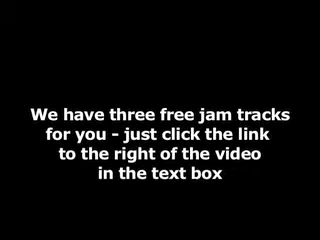 We have three free jam tracks
for you - just click the link
to the right of the video
in the text box